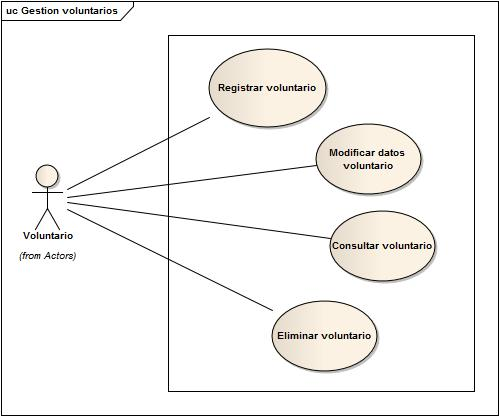 uc Gestion voluntarios
Registrar voluntario
Modificar datos
voluntario
Voluntario
(from Actors)
Consultar voluntario
Eliminar voluntario